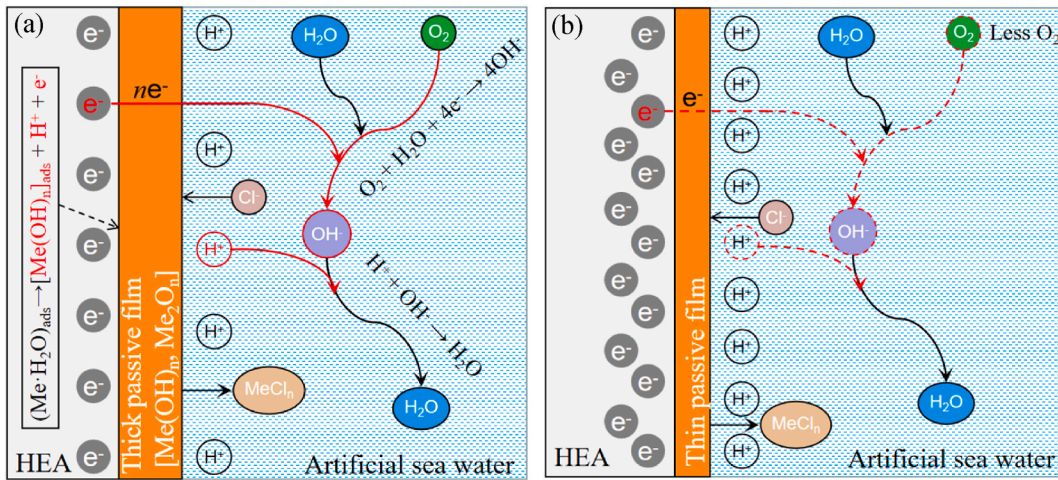 (a)
H⁺
H₂O
O₂
e⁻
ne⁻
e⁻
O₂ + H₂O + 4e⁻ → 4OH⁻
(Me·H₂O)ads→[Me(OH)n]ads + H⁺ + e⁻
H⁺
e⁻
Cl⁻
OH⁻
e⁻
H⁺
H⁺ + OH⁻ → H₂O
Thick passive film
[Me(OH)n, Me₂On]
e⁻
H⁺
e⁻
MeCln
H₂O
e⁻
H⁺
HEA
Artificial sea water
(b)
e⁻
H⁺
H₂O
O₂
Less O₂
e⁻
H⁺
e⁻
e⁻
e⁻
H⁺
e⁻
H⁺
e⁻
Cl⁻
OH⁻
e⁻
H⁺
e⁻
H⁺
e⁻
Thin passive film
e⁻
H⁺
e⁻
H⁺
H₂O
e⁻
MeCln
e⁻
H⁺
HEA
Artificial sea water